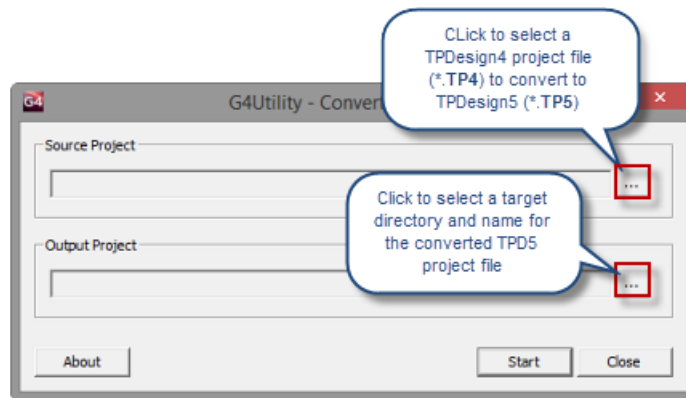 CLick to select a
TPDesign4 project file
(*.TP4) to convert to
TPDesign5 (*.TP5)
G4 G4Utility - Conver ×
Source Project
...
Click to select a target
directory and name for
the converted TPD5
project file
Output Project
...
About Start Close